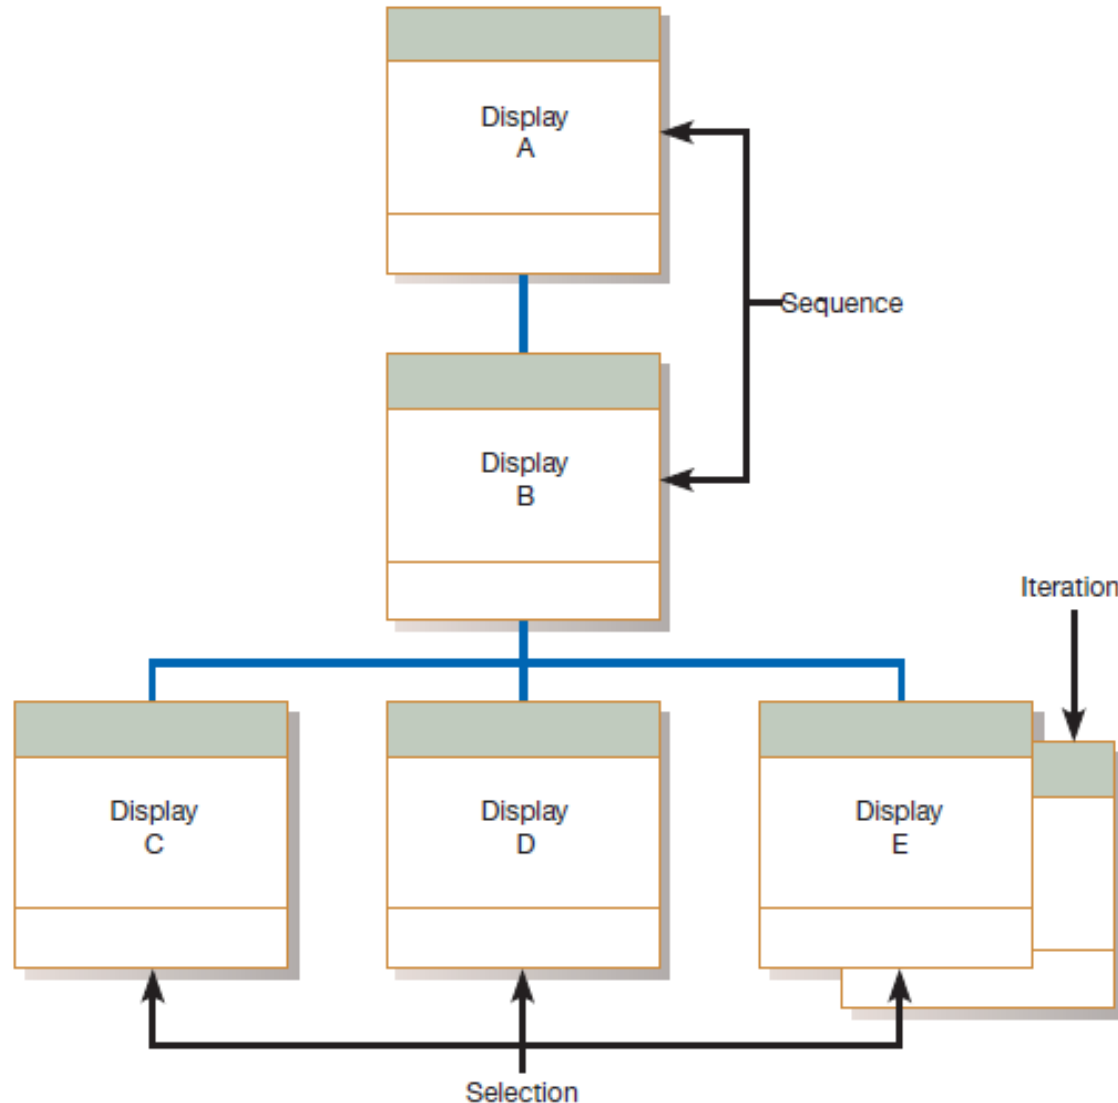 Display
A
Sequence
Display
B
Iteration
Display
C
Display
D
Display
E
Selection